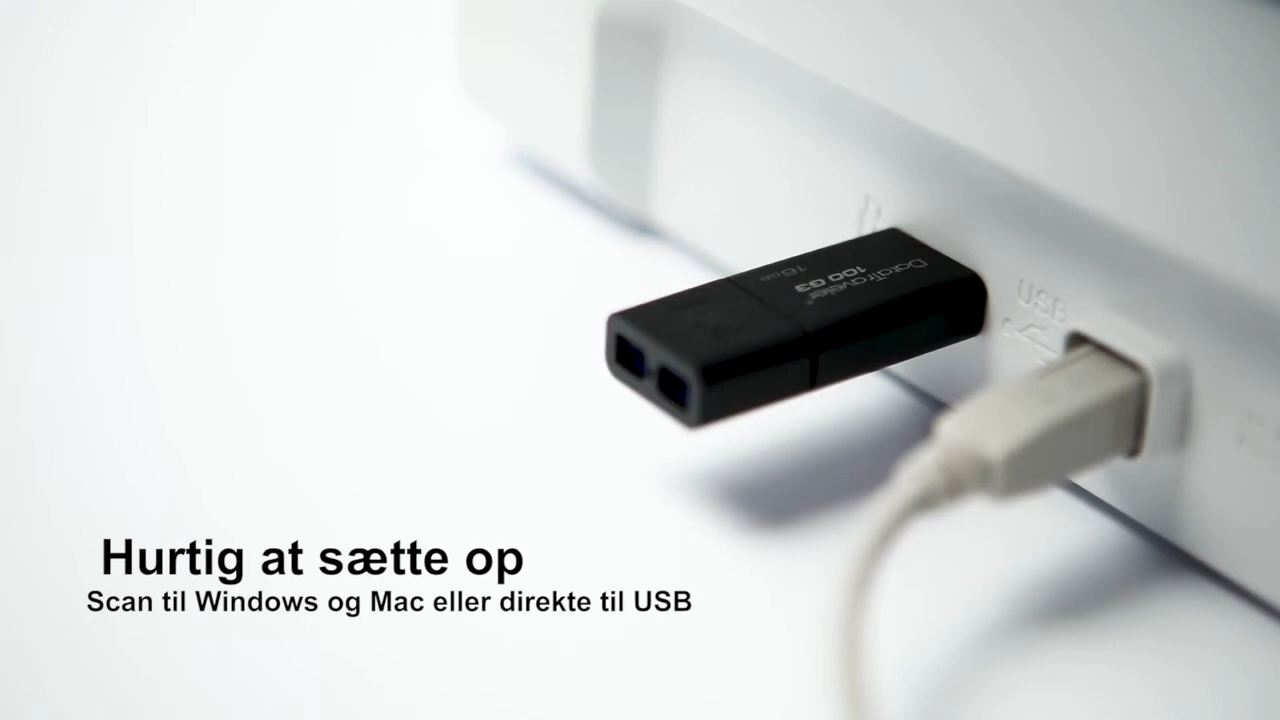 DataTraveler®
100 G3
16GB
USB
Hurtig at sætte op
Scan til Windows og Mac eller direkte til USB